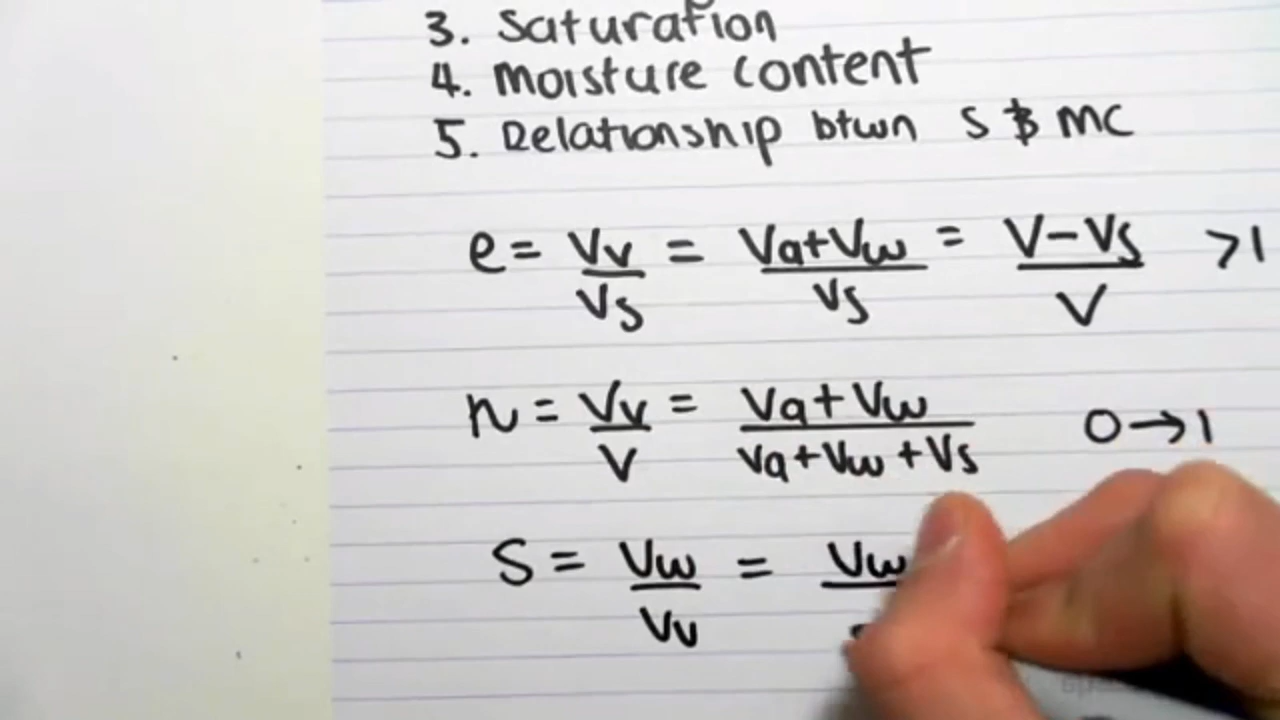 3. Saturation
4. Moisture content
5. Relationship btwn S & MC
e = Vv/Vs = Va+Vw/Vs = V-Vs/V >1
n = Vv/V = Va+Vw/Va+Vw+Vs 0→1
S = Vw/Vv = Vw